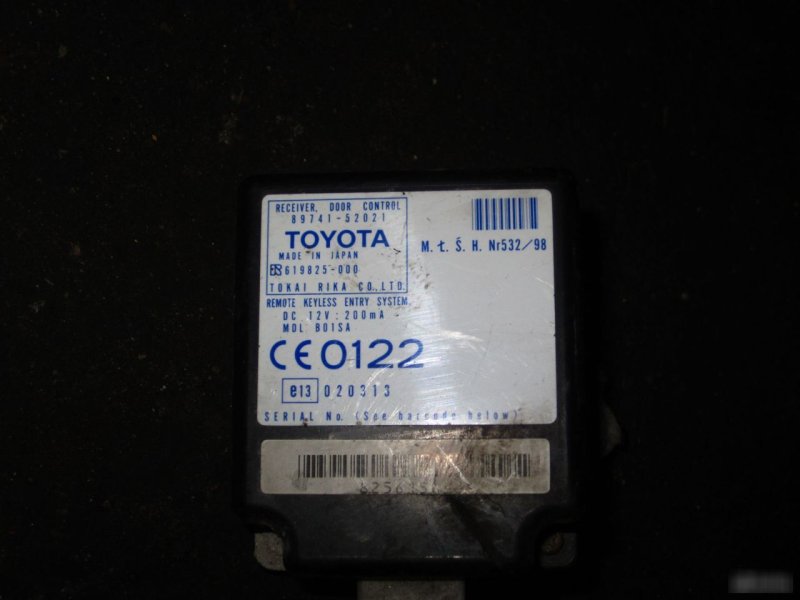 RECEIVER, DOOR CONTROL
89741-52021
TOYOTA
MADE IN JAPAN
619825-000
TOKAI RIKA CO.,LTD.
M. Ł. Ś. H. Nr532/98
REMOTE KEYLESS ENTRY SYSTEM
DC 12V : 200mA
MDL B01SA
CE0122
e13 020313
SERIAL No. (See barcode below)